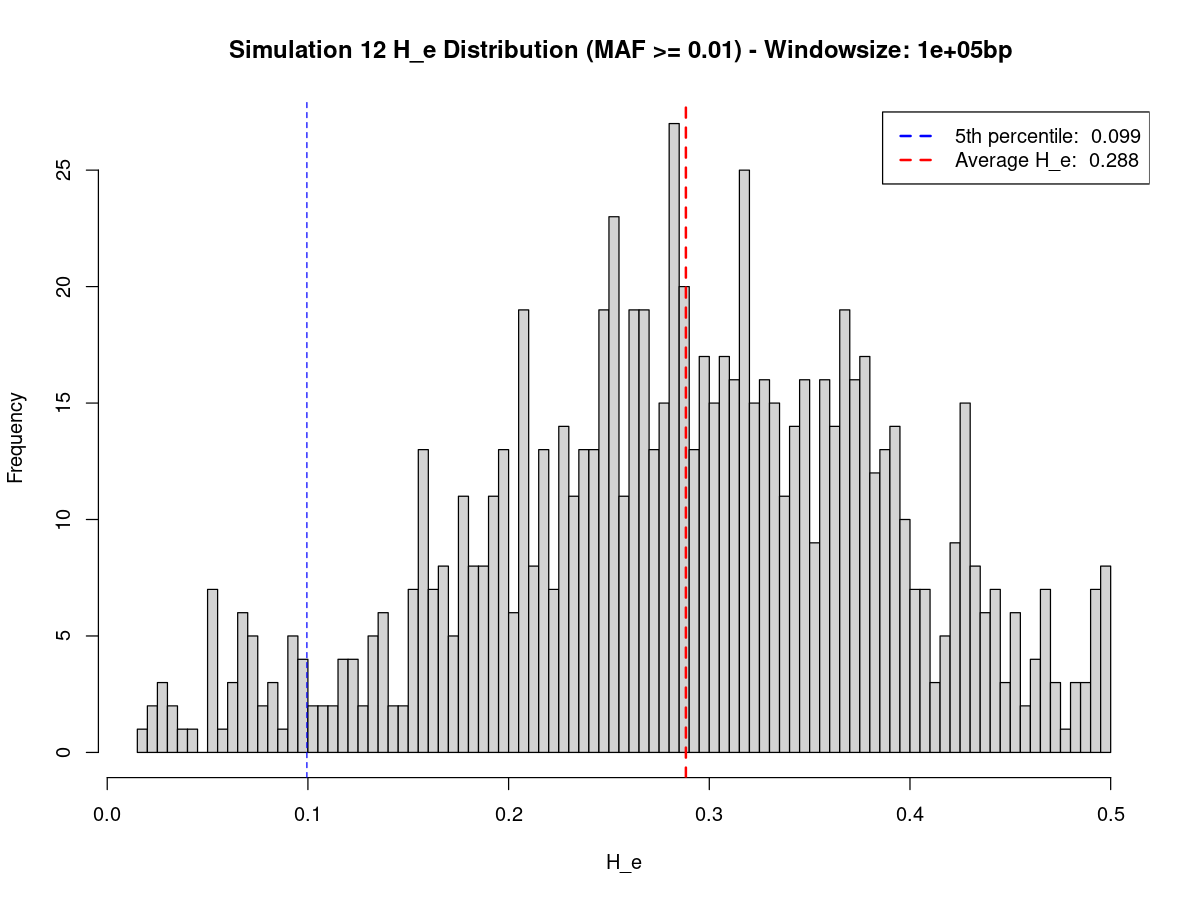 Simulation 12 H_e Distribution (MAF >= 0.01) - Windowsize: 1e+05bp
5th percentile: 0.099
Average H_e: 0.288
Frequency
25
20
15
10
5
0
0.0 0.1 0.2 0.3 0.4 0.5
H_e